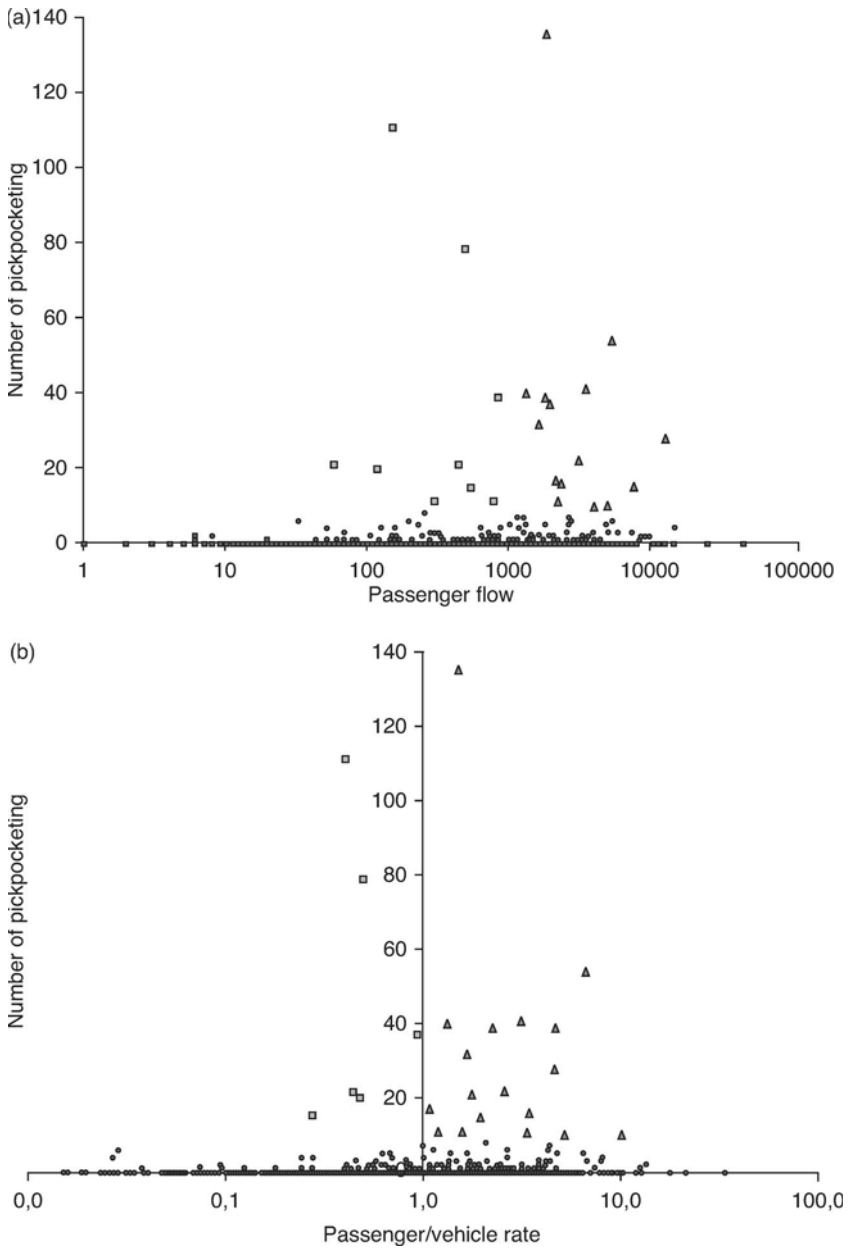 (a)
140
120
100
80
60
40
20
0
Number of pickpocketing
1 10 100 1000 10000 100000
Passenger flow
(b)
140
120
100
80
60
40
20
Number of pickpocketing
0,0 0,1 1,0 10,0 100,0
Passenger/vehicle rate